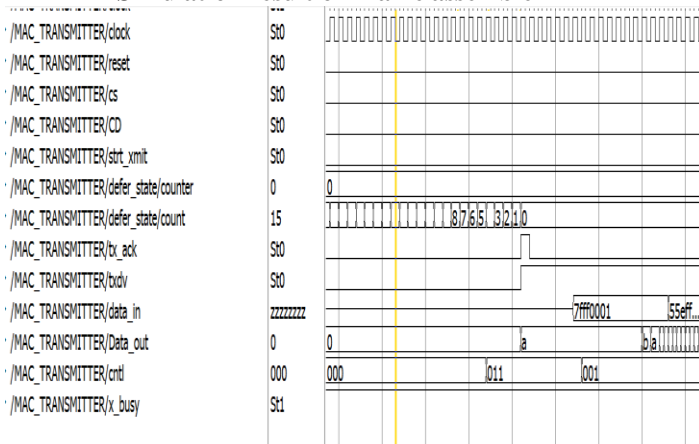 /MAC_TRANSMITTER/clock St0
/MAC_TRANSMITTER/reset St0
/MAC_TRANSMITTER/cs St0
/MAC_TRANSMITTER/CD St0
/MAC_TRANSMITTER/strt_xmit St0
/MAC_TRANSMITTER/defer_state/counter 0 0
/MAC_TRANSMITTER/defer_state/count 15 8 7 6 5 3 2 1 0
/MAC_TRANSMITTER/tx_ack St0
/MAC_TRANSMITTER/txdv St0
/MAC_TRANSMITTER/data_in zzzzzzzz 7fff0001 55eff...
/MAC_TRANSMITTER/Data_out 0 0 a b a
/MAC_TRANSMITTER/cntl 000 000 011 001
/MAC_TRANSMITTER/x_busy St1